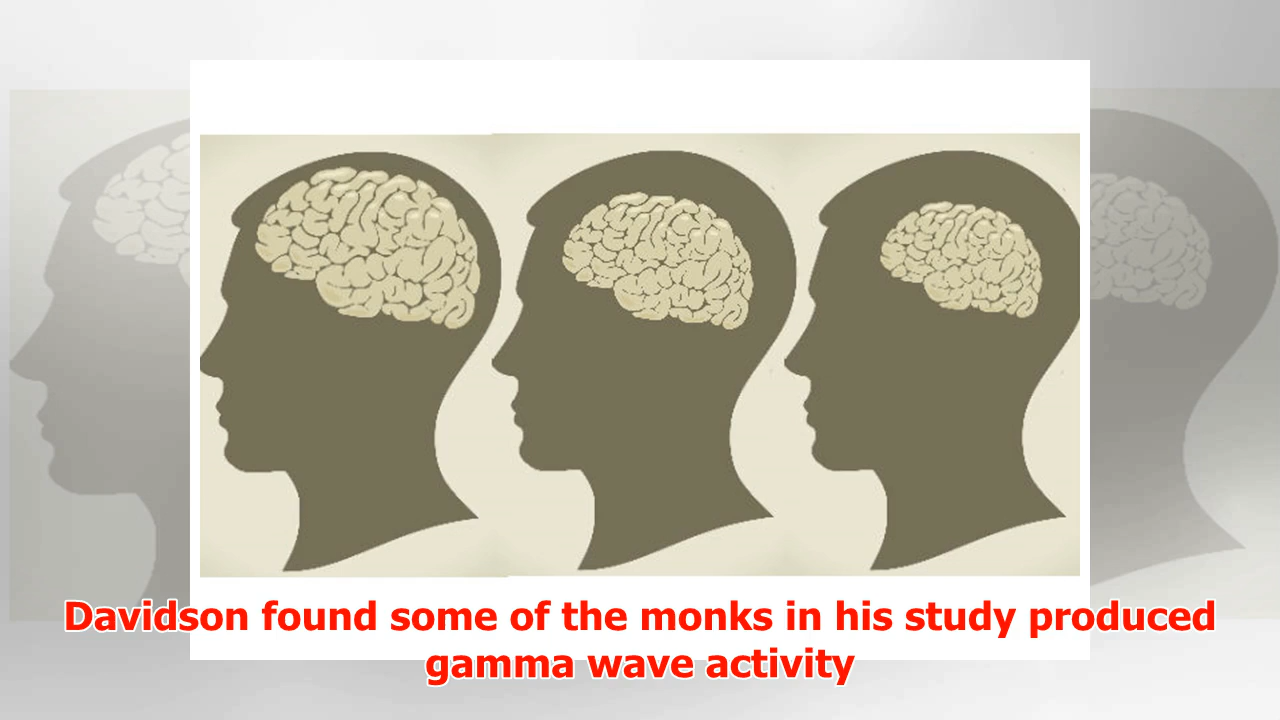 Davidson found some of the monks in his study produced
gamma wave activity